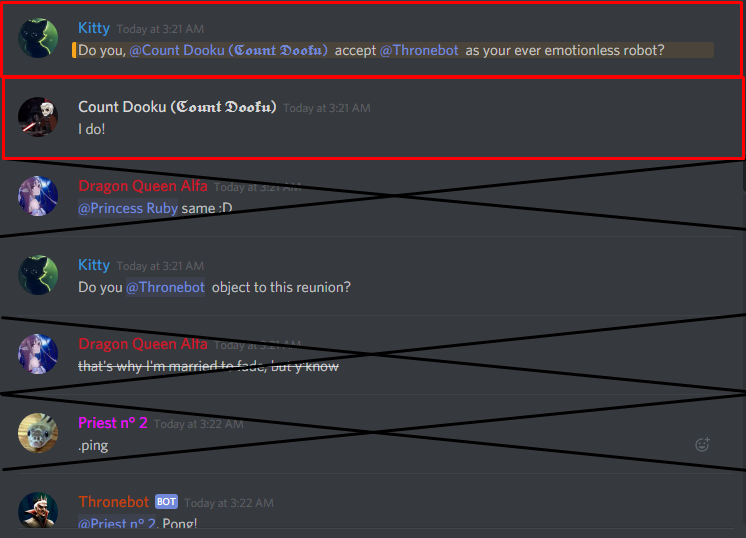 Kitty Today at 3:21 AM
Do you, @Count Dooku (𝕮𝖔𝖚𝖓𝖙 𝕯𝖔𝖔𝖐𝖚) accept @Thronebot as your ever emotionless robot?
Count Dooku (𝕮𝖔𝖚𝖓𝖙 𝕯𝖔𝖔𝖐𝖚) Today at 3:21 AM
I do!
Dragon Queen Alfa Today at 3:21 AM
@Princess Ruby same :D
Kitty Today at 3:21 AM
Do you @Thronebot object to this reunion?
Dragon Queen Alfa Today at 3:21 AM
that's why I'm married to fade, but y'know
Priest nº 2 Today at 3:22 AM
.ping
Thronebot BOT Today at 3:22 AM
@Priest nº 2, Pong!